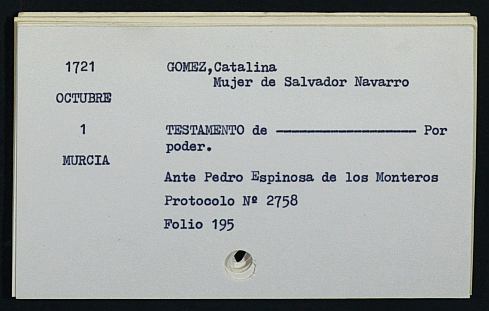 1721
OCTUBRE
1
MURCIA
GOMEZ,Catalina
Mujer de Salvador Navarro
TESTAMENTO de ------------------ Por
poder.
Ante Pedro Espinosa de los Monteros
Protocolo Nº 2758
Folio 195